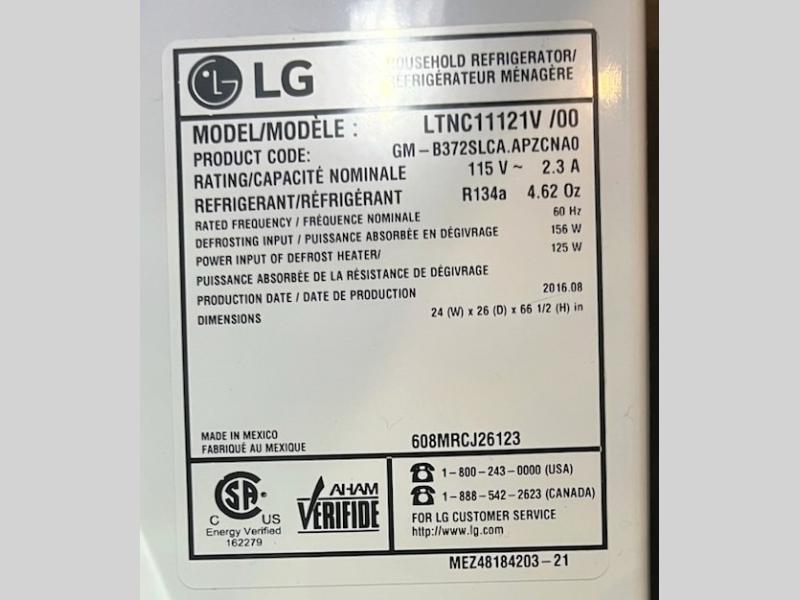 LG
HOUSEHOLD REFRIGERATOR/
REFRIGÉRATEUR MÉNAGÈRE
MODEL/MODÈLE : LTNC11121V /00
PRODUCT CODE: GM-B372SLCA.APZCNA0
RATING/CAPACITÉ NOMINALE 115 V ~ 2.3 A
REFRIGERANT/RÉFRIGÉRANT R134a 4.62 Oz
RATED FREQUENCY / FRÉQUENCE NOMINALE 60 Hz
DEFROSTING INPUT / PUISSANCE ABSORBÉE EN DÉGIVRAGE 156 W
POWER INPUT OF DEFROST HEATER/ 125 W
PUISSANCE ABSORBÉE DE LA RÉSISTANCE DE DÉGIVRAGE
PRODUCTION DATE / DATE DE PRODUCTION 2016.08
DIMENSIONS 24 (W) x 26 (D) x 66 1/2 (H) in
MADE IN MEXICO
FABRIQUÉ AU MEXIQUE
608MRCJ26123
CSA
C US
Energy Verified
162279
AHAM
VERIFIDE
1-800-243-0000 (USA)
1-888-542-2623 (CANADA)
FOR LG CUSTOMER SERVICE
http://www.lg.com
MEZ48184203-21